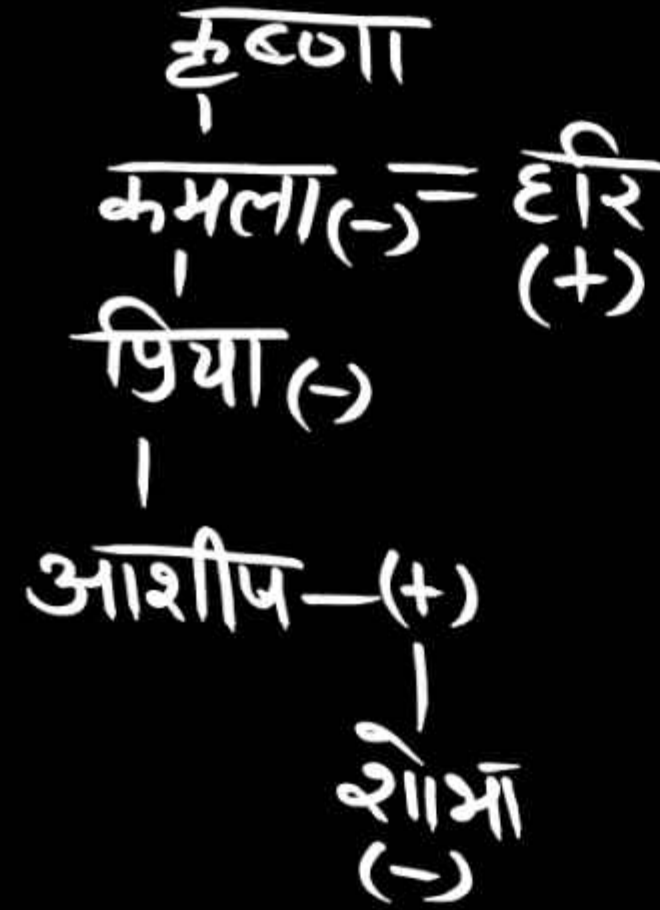 कृष्णा
कमला (-) = हरि (+)
प्रिया (-)
आशीष - (+)
शोभा (-)